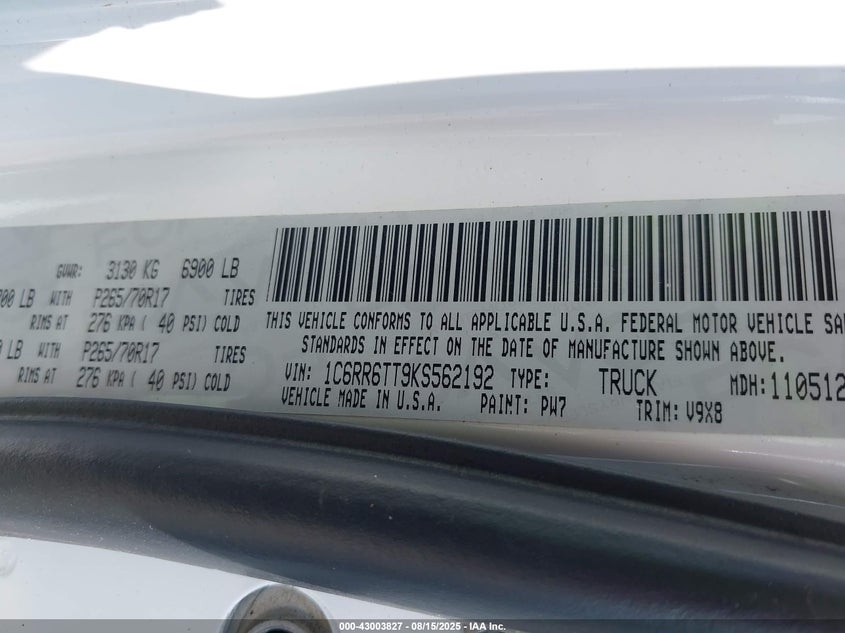 GVWR: 3130 KG 6900 LB
00 LB WITH P265/70R17 TIRES
RIMS AT 276 KPA ( 40 PSI) COLD
LB WITH P265/70R17 TIRES
RIMS AT 276 KPA ( 40 PSI) COLD
THIS VEHICLE CONFORMS TO ALL APPLICABLE U.S.A. FEDERAL MOTOR VEHICLE SA
STANDARDS IN EFFECT ON THE DATE OF MANUFACTURE SHOWN ABOVE.
VIN: 1C6RR6TT9KS562192 TYPE: TRUCK MDH: 110512
VEHICLE MADE IN U.S.A. PAINT: PW7 TRIM: V9X8
000-43003827 - 08/15/2025 - WWW.IAAI.COM